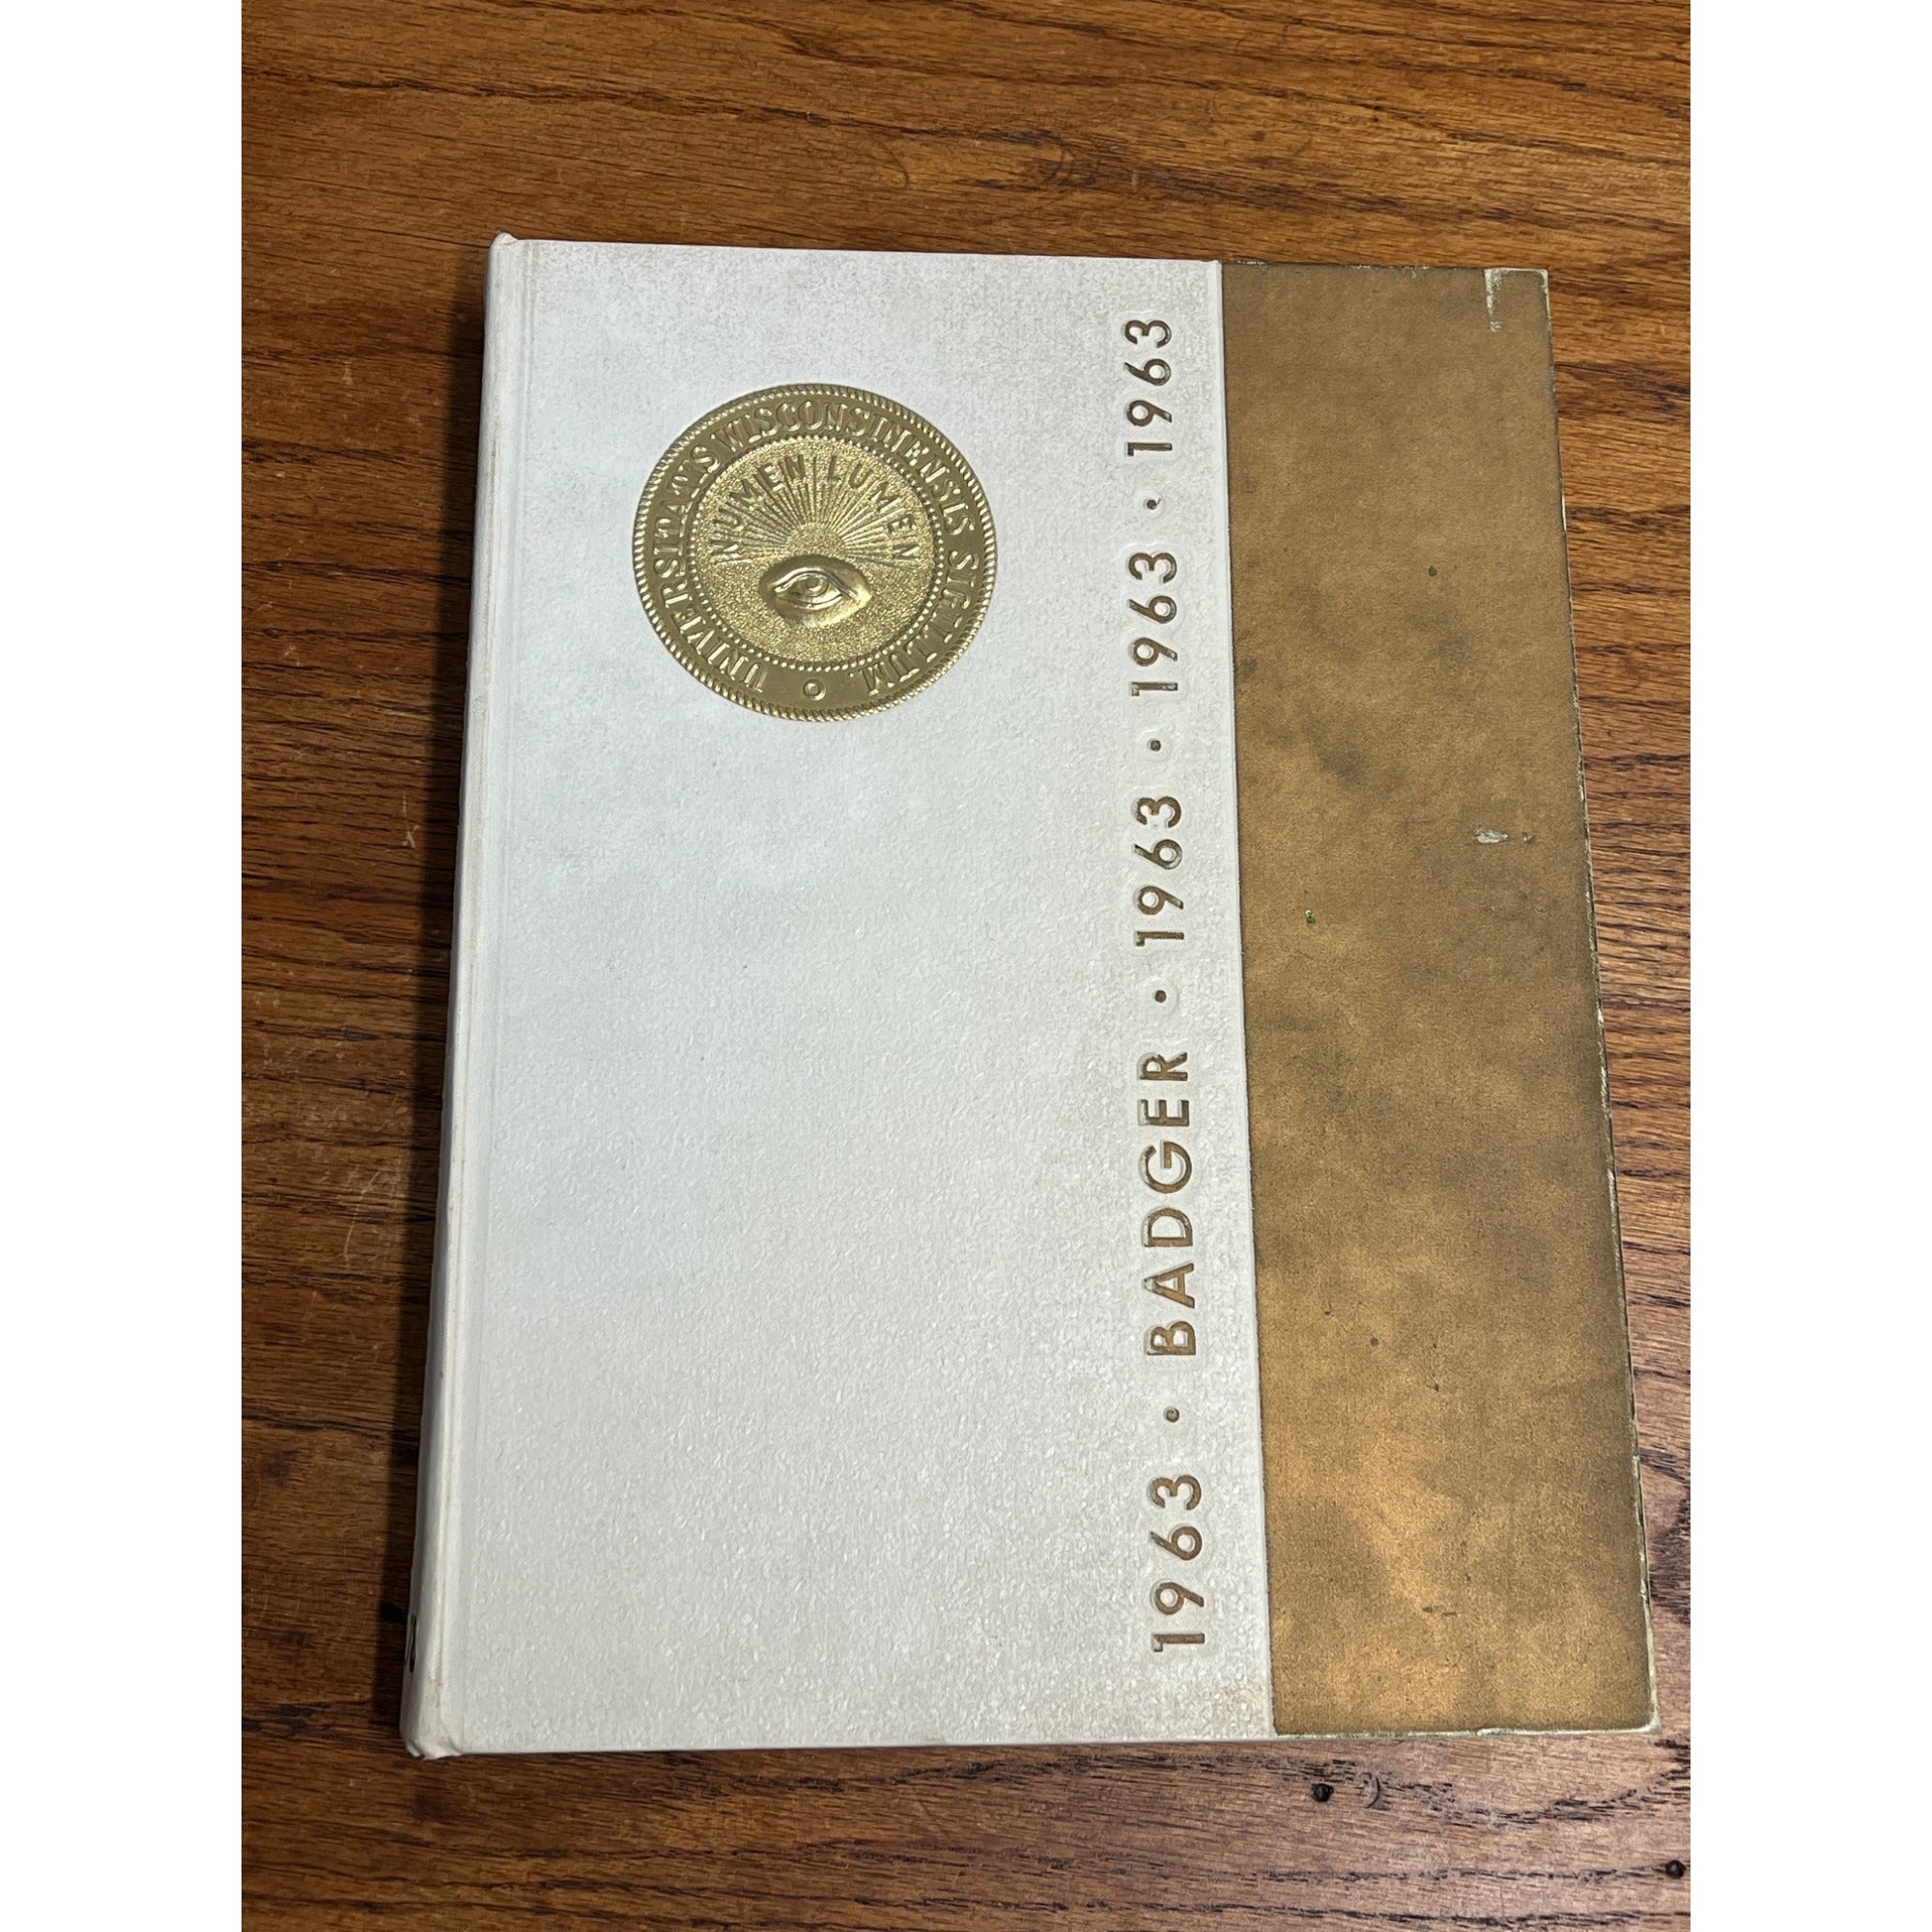 UNIVERSITATIS WISCONSINENSIS SIGILLUM.
NUMEN LUMEN
1963 • BADGER • 1963 • 1963 • 1963